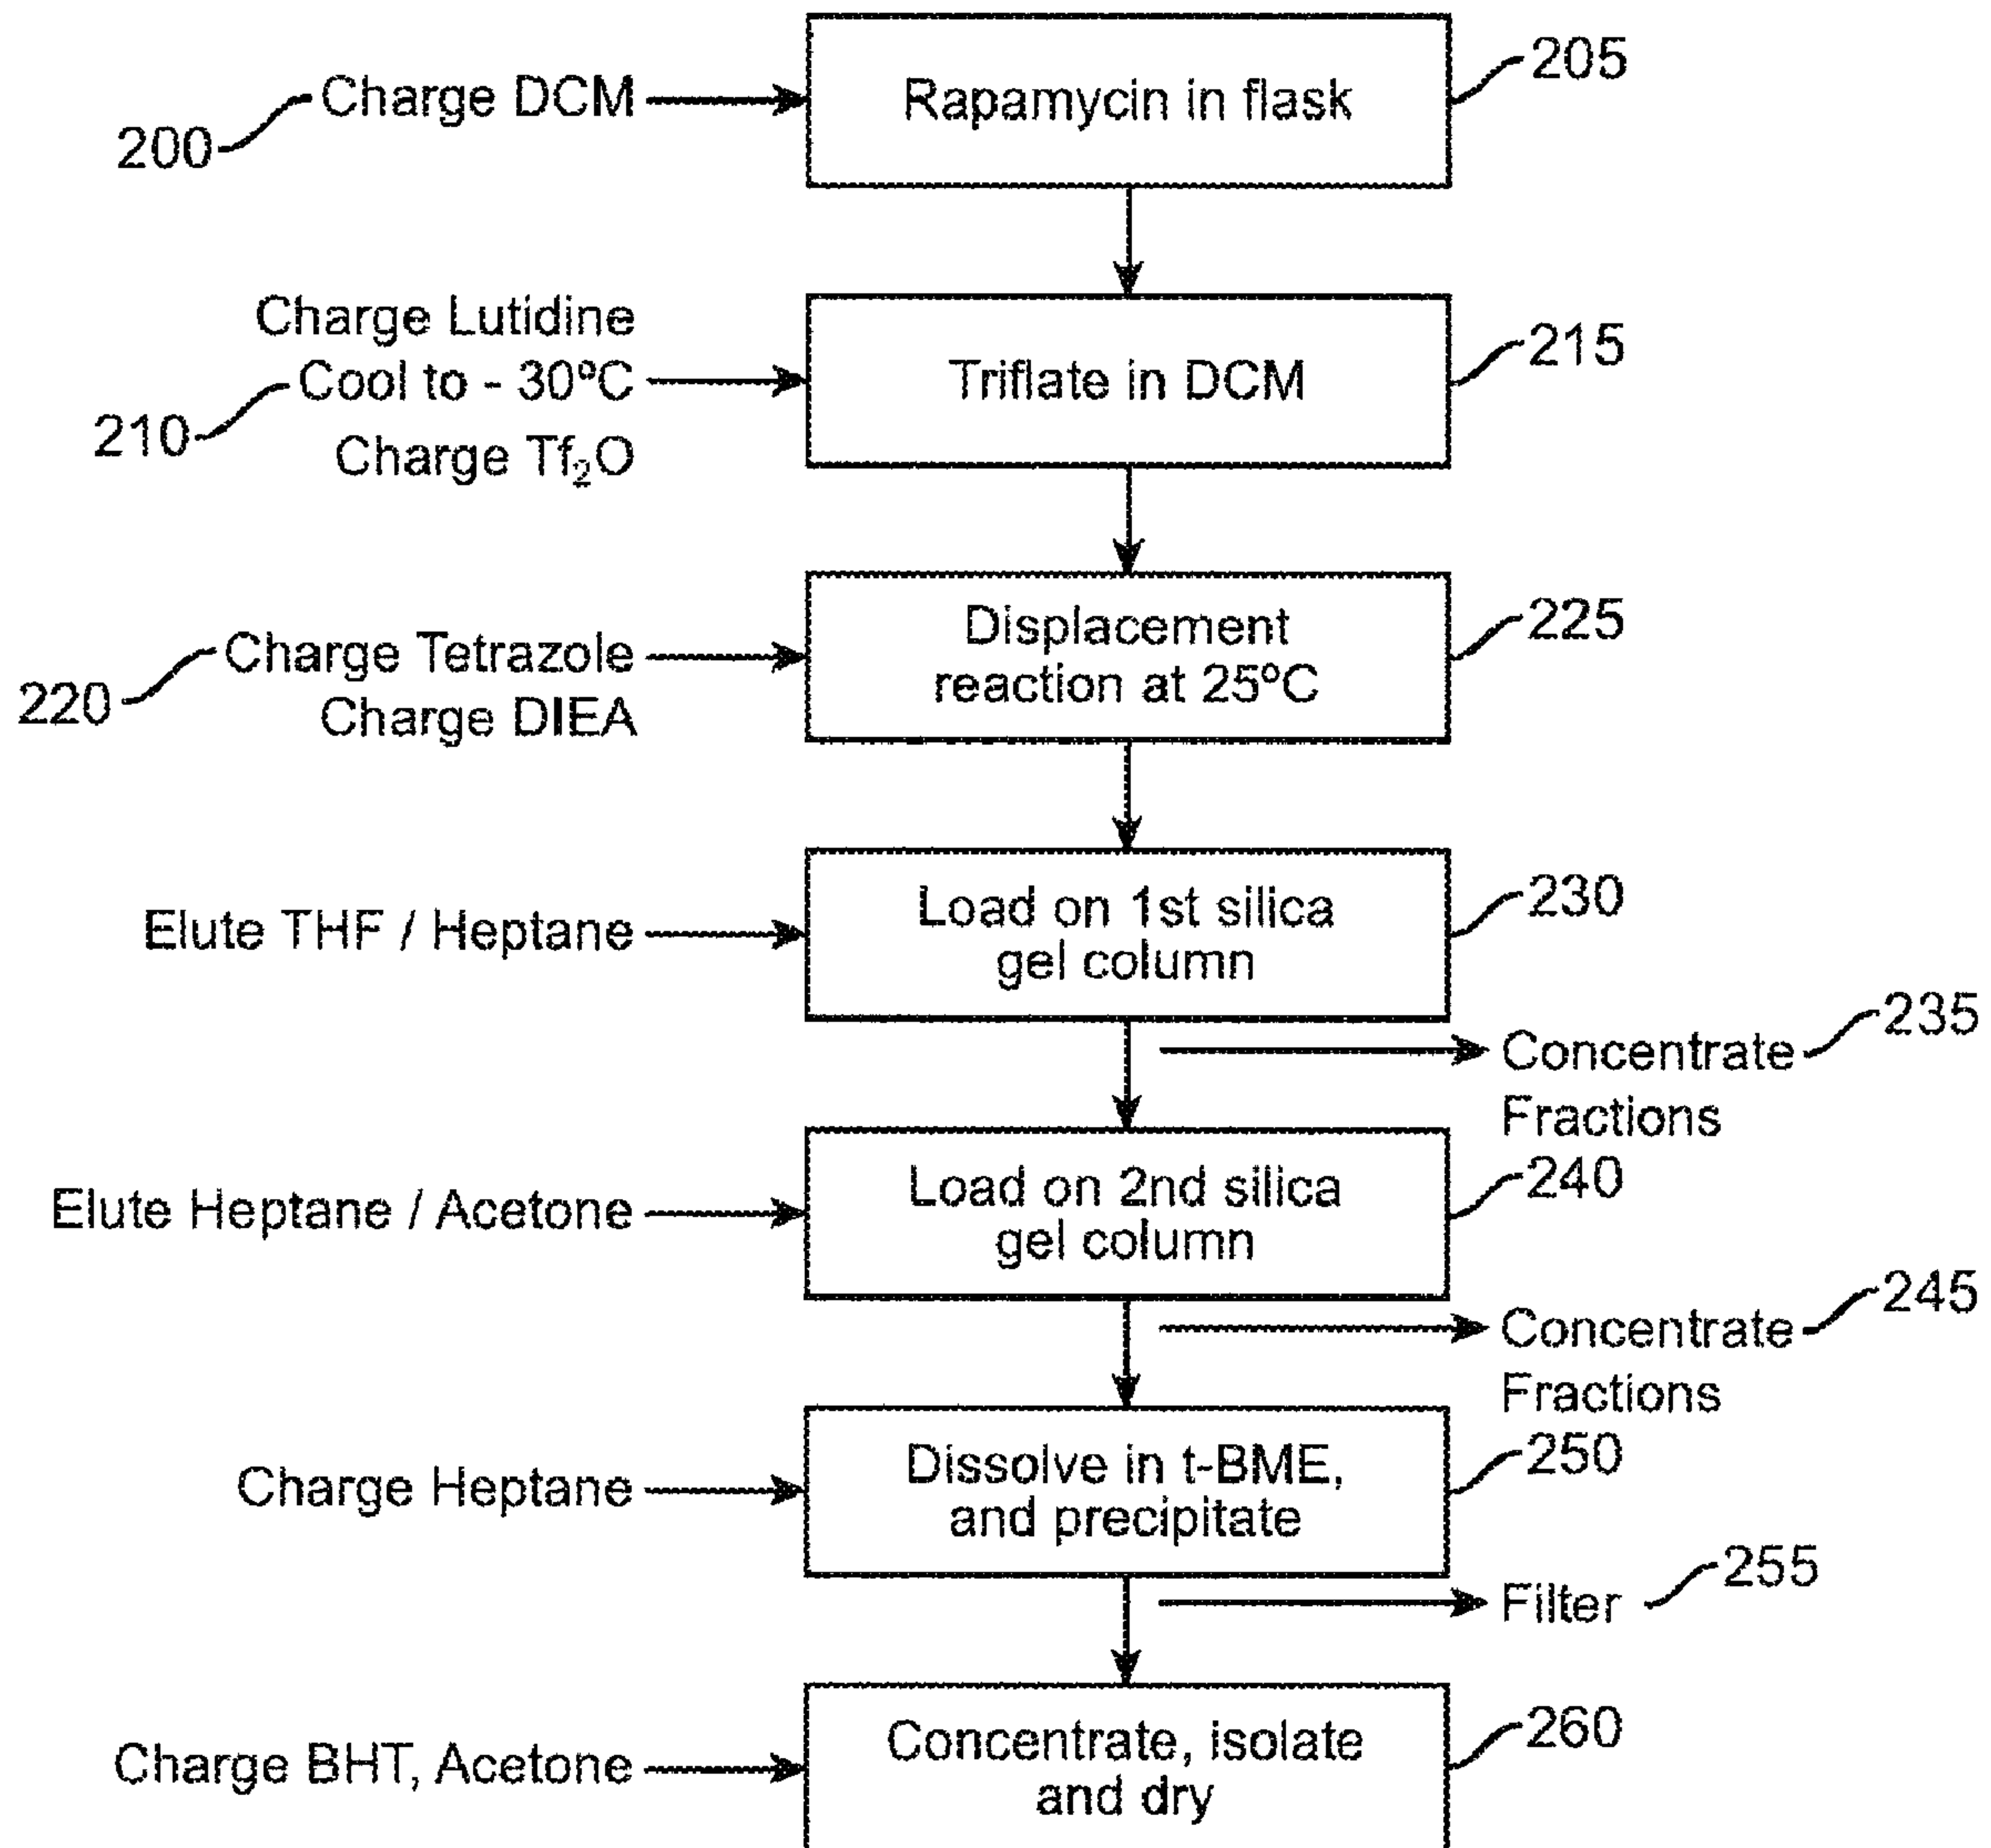 Charge DCM
200
Rapamycin in flask
205
Charge Lutidine
Cool to - 30ºC
210
Charge Tf₂O
Triflate in DCM
215
Charge Tetrazole
220
Charge DIEA
Displacement
reaction at 25ºC
225
Elute THF / Heptane
Load on 1st silica
gel column
230
Concentrate
Fractions
235
Elute Heptane / Acetone
Load on 2nd silica
gel column
240
Concentrate
Fractions
245
Charge Heptane
Dissolve in t-BME,
and precipitate
250
Filter
255
Charge BHT, Acetone
Concentrate, isolate
and dry
260